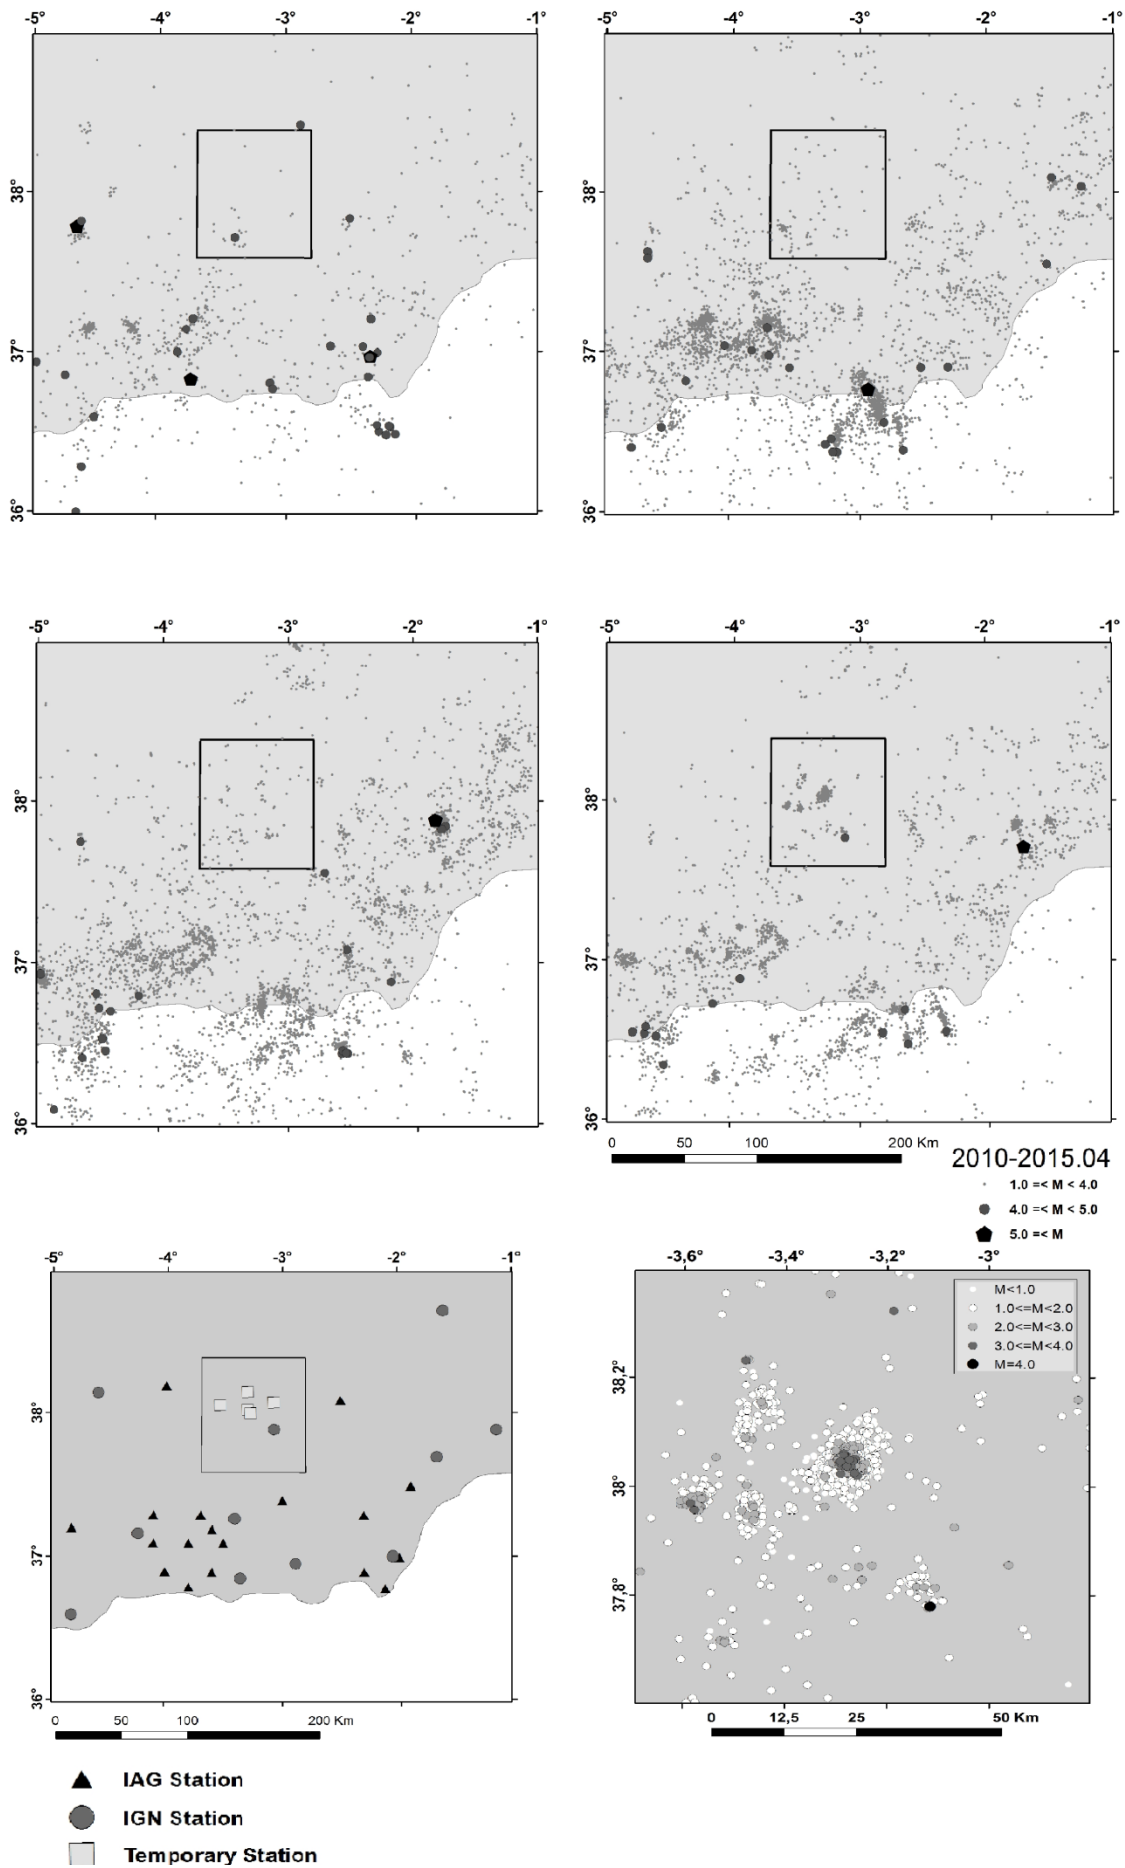 -5° -4° -3° -2° -1°
38°
37°
36°
-5° -4° -3° -2° -1°
38°
37°
36°
-5° -4° -3° -2° -1°
38°
37°
36°
-5° -4° -3° -2° -1°
38°
37°
36°
0 50 100 200 Km
2010-2015.04
1.0 =< M < 4.0
4.0 =< M < 5.0
5.0 =< M
-5° -4° -3° -2° -1°
38°
37°
36°
0 50 100 200 Km
IAG Station
IGN Station
Temporary Station
-3,6° -3,4° -3,2° -3°
M<1.0
1.0<=M<2.0
2.0<=M<3.0
3.0<=M<4.0
M=4.0
38,2°
38°
37,8°
0 12,5 25 50 Km